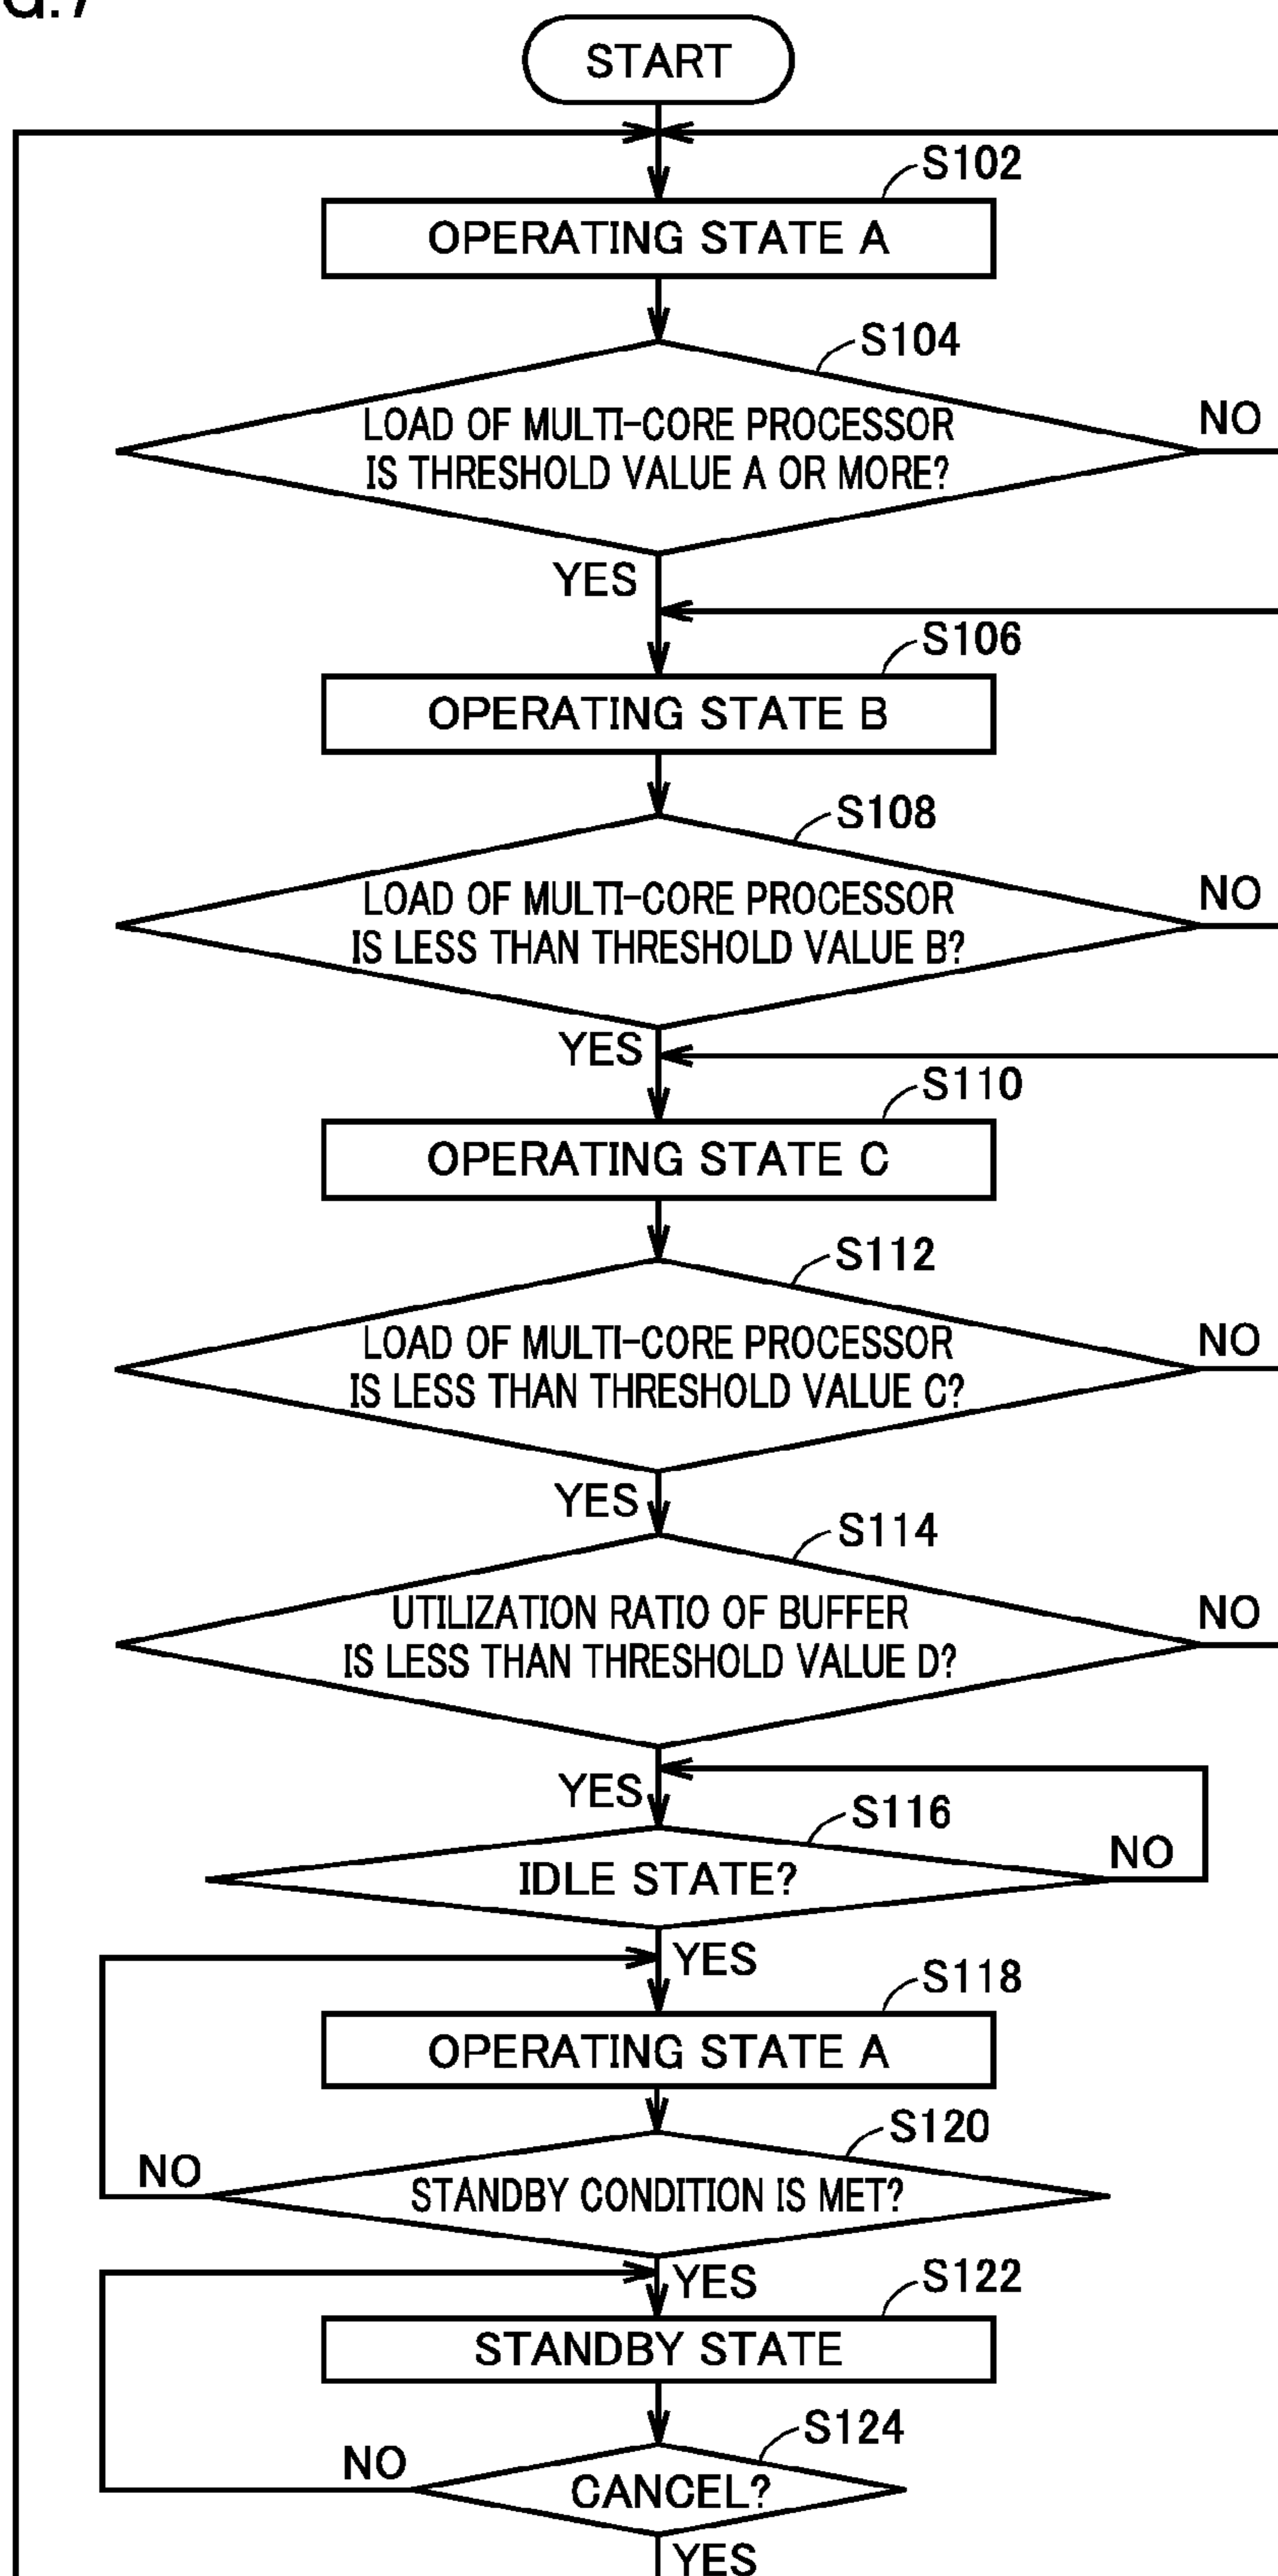 START
S102
OPERATING STATE A
S104
LOAD OF MULTI-CORE PROCESSOR
IS THRESHOLD VALUE A OR MORE?
NO
YES
S106
OPERATING STATE B
S108
LOAD OF MULTI-CORE PROCESSOR
IS LESS THAN THRESHOLD VALUE B?
NO
YES
S110
OPERATING STATE C
S112
LOAD OF MULTI-CORE PROCESSOR
IS LESS THAN THRESHOLD VALUE C?
NO
YES
S114
UTILIZATION RATIO OF BUFFER
IS LESS THAN THRESHOLD VALUE D?
NO
YES
S116
IDLE STATE?
NO
YES
S118
OPERATING STATE A
S120
STANDBY CONDITION IS MET?
NO
YES
S122
STANDBY STATE
S124
CANCEL?
NO
YES